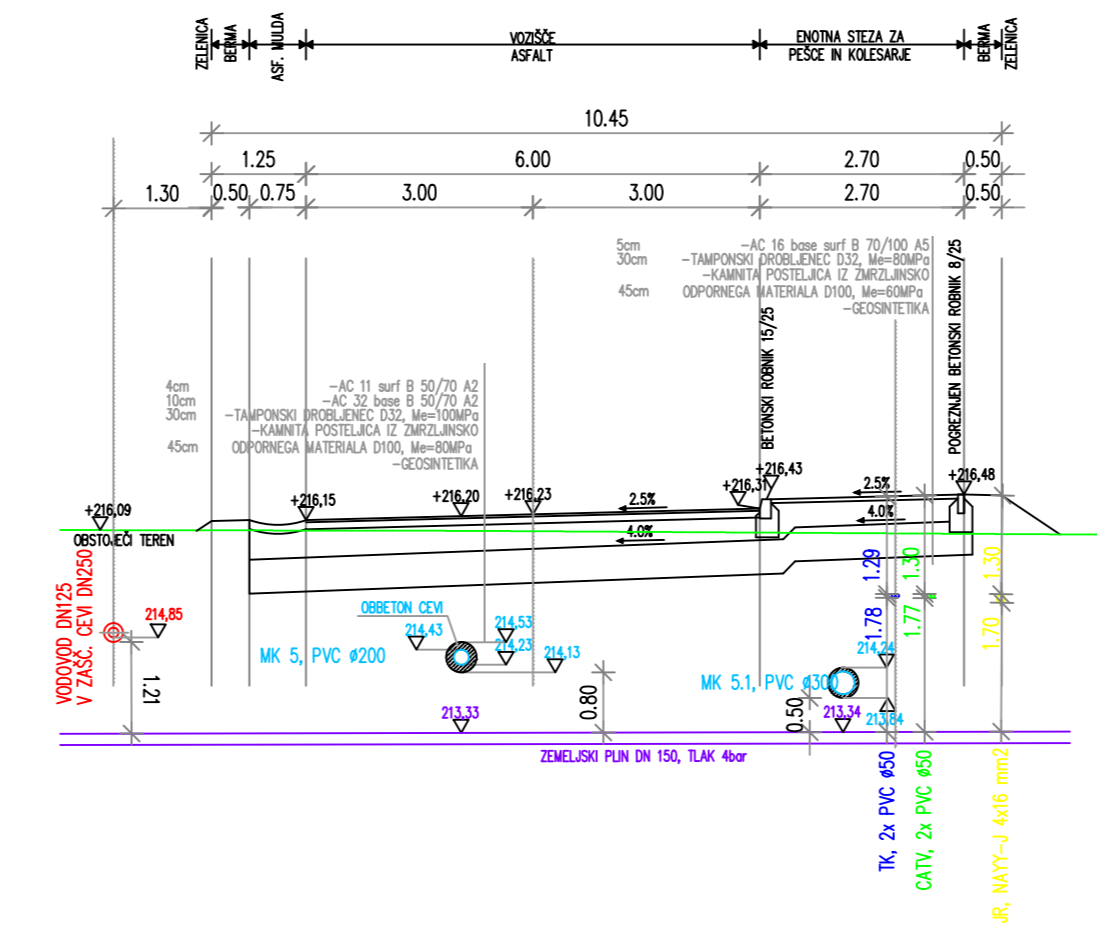 ZELENICA
BERMA
ASF. MULDA
VOZIŠČE
ASFALT
ENOTNA STEZA ZA
PEŠCE IN KOLESARJE
BERMA
ZELENICA
10.45
1.25
6.00
2.70
0.50
1.30
0.50
0.75
3.00
3.00
2.70
0.50
5cm -AC 16 base surf B 70/100 A5
30cm -TAMPONSKI DROBLJENEC D32, Me=80MPa
-KAMNITA POSTELJICA IZ ZMRZLJINSKO
45cm ODPORNEGA MATERIALA D100, Me=60MPa
-GEOSINTETIKA
BETONSKI ROBNIK 15/25
POGREZNJEN BETONSKI ROBNIK 8/25
4cm -AC 11 surf B 50/70 A2
10cm -AC 32 base B 50/70 A2
30cm -TAMPONSKI DROBLJENEC D32, Me=100MPa
-KAMNITA POSTELJICA IZ ZMRZLJINSKO
45cm ODPORNEGA MATERIALA D100, Me=80MPa
-GEOSINTETIKA
+216,09
+216,15
+216,20
+216,23
+216,31
+216,43
+216,48
2.5%
2.5%
4.0%
4.0%
OBSTOJEČI TEREN
VODOVOD DN125
V ZAŠČ. CEVI DN250
214,85
1.21
OBBETON CEVI
214,43
214,53
214,23
214,13
MK 5, PVC ø200
0.80
213,33
MK 5.1, PVC ø300
214,24
213,84
0.50
213,34
1.29
1.78
1.30
1.77
1.30
1.70
ZEMELJSKI PLIN DN 150, TLAK 4bar
TK, 2x PVC ø50
CATV, 2x PVC ø50
JR, NAYY-J 4x16 mm2